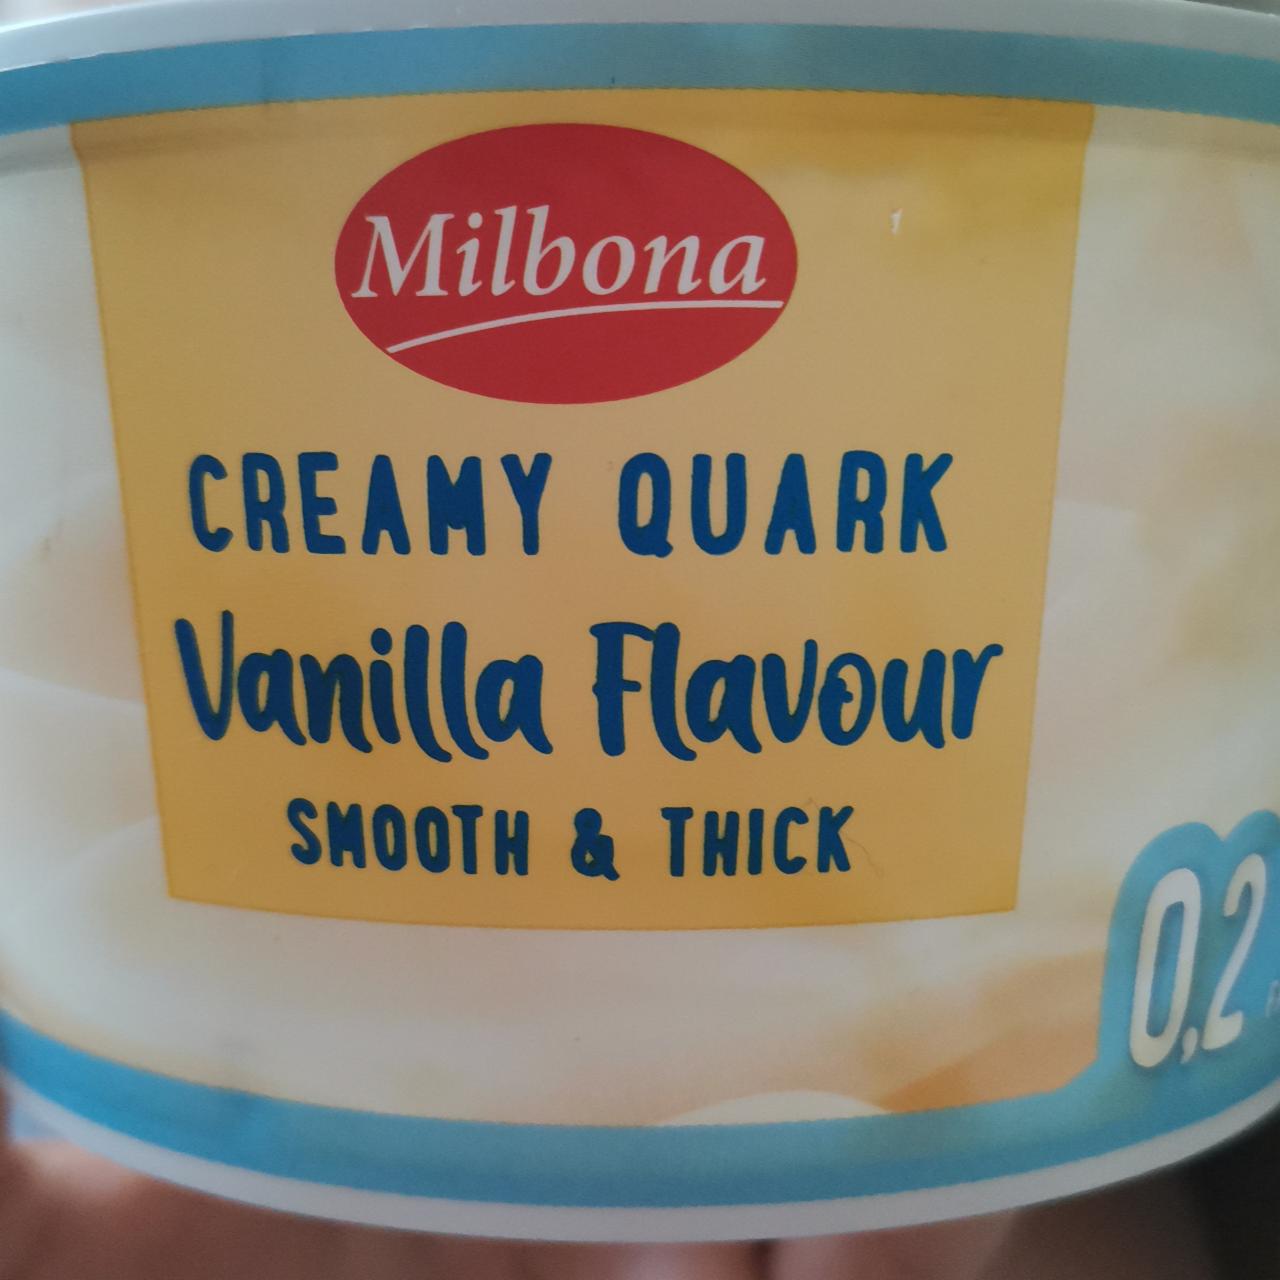 Milbona
CREAMY QUARK
Vanilla Flavour
SMOOTH & THICK
0,2